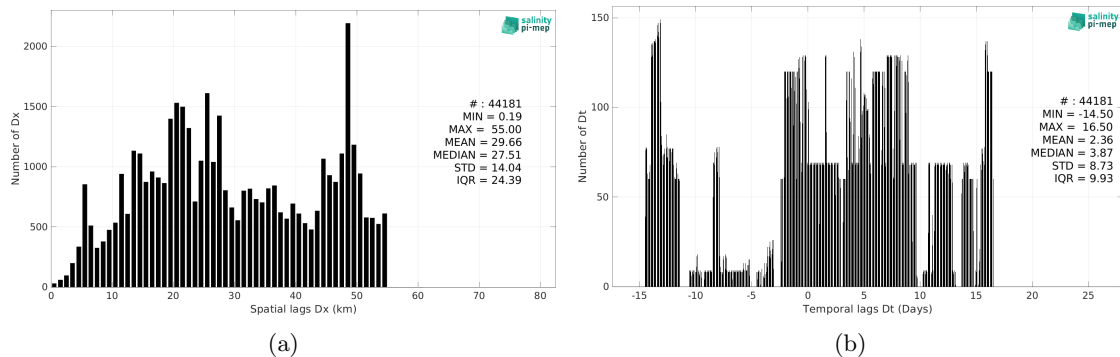 salinity
pi-mep
2000
1500
1000
500
0
Number of Dx
# : 44181
MIN = 0.19
MAX = 55.00
MEAN = 29.66
MEDIAN = 27.51
STD = 14.04
IQR = 24.39
0 10 20 30 40 50 60 70 80
Spatial lags Dx (km)
(a)
salinity
pi-mep
150
100
50
0
Number of Dt
# : 44181
MIN = -14.50
MAX = 16.50
MEAN = 2.36
MEDIAN = 3.87
STD = 8.73
IQR = 9.93
-15 -10 -5 0 5 10 15 20 25
Temporal lags Dt (Days)
(b)